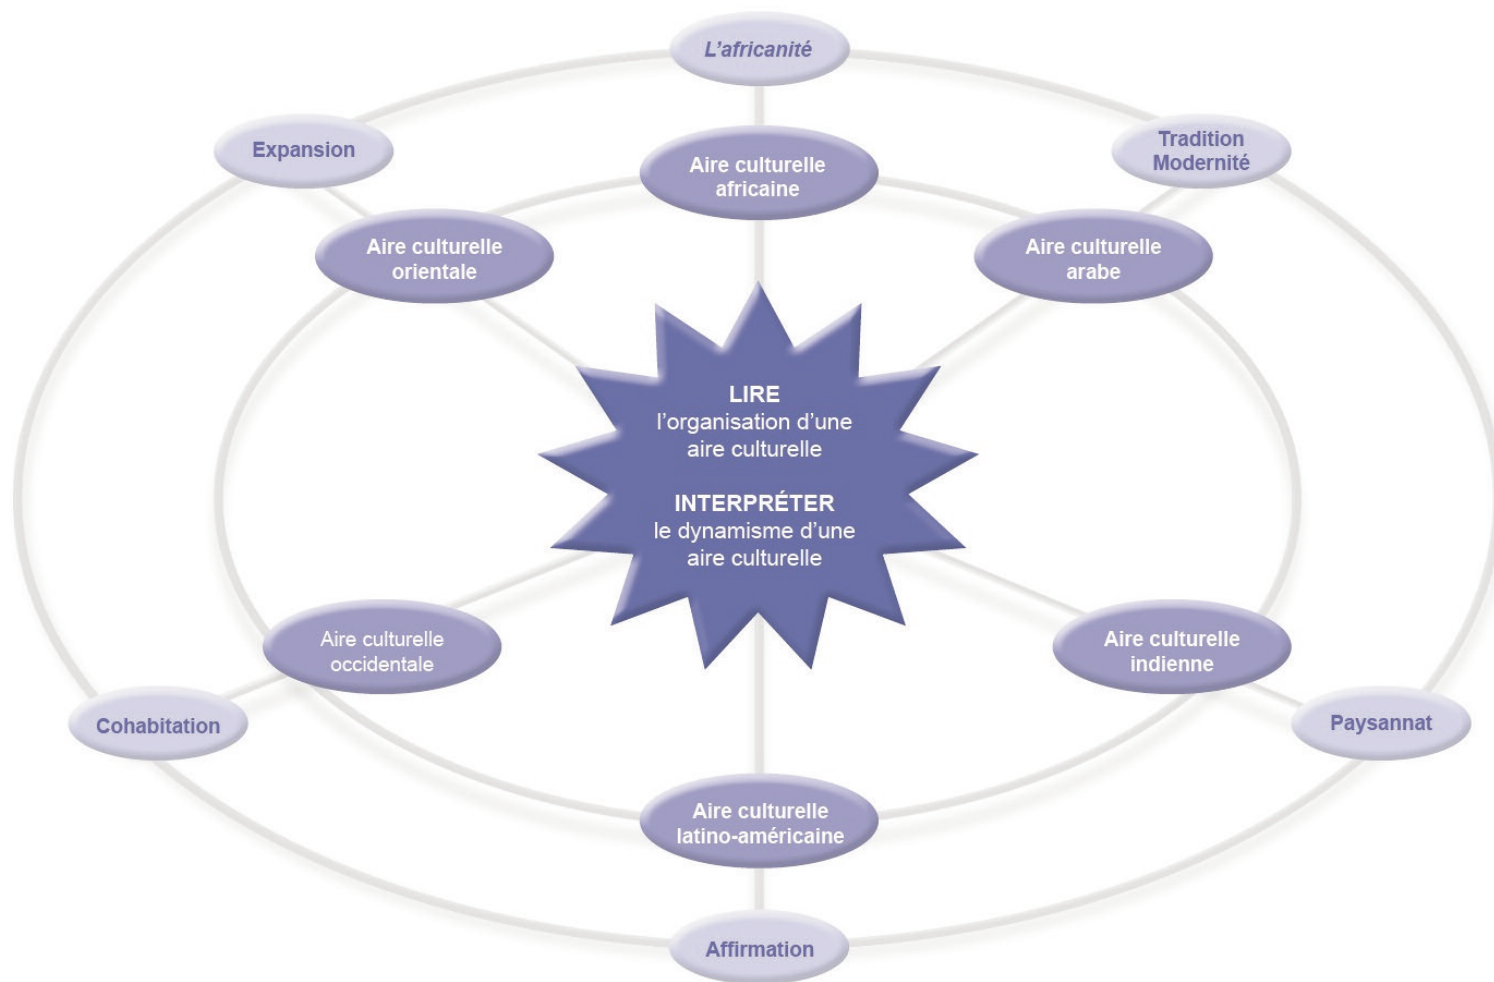 L'africanité
Expansion
Tradition
Modernité
Aire culturelle
africaine
Aire culturelle
orientale
Aire culturelle
arabe
LIRE
l'organisation d'une
aire culturelle
INTERPRÉTER
le dynamisme d'une
aire culturelle
Aire culturelle
occidentale
Aire culturelle
indienne
Cohabitation
Paysannat
Aire culturelle
latino-américaine
Affirmation